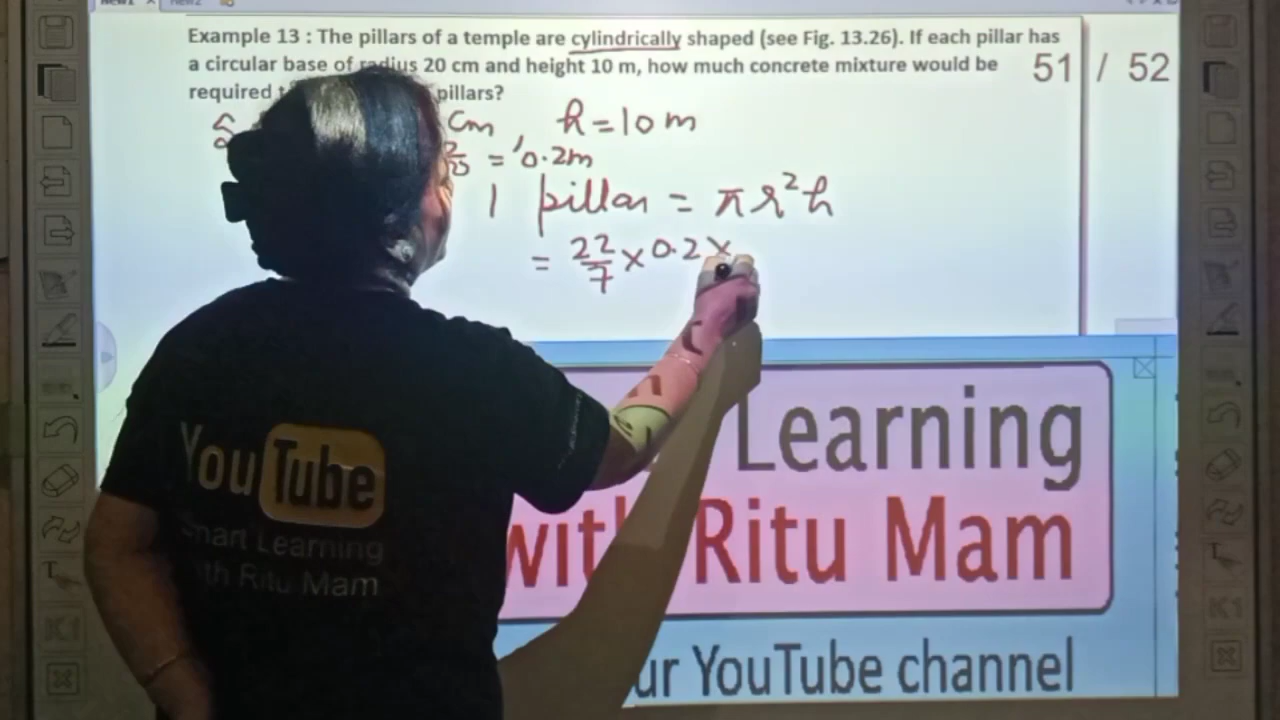 Example 13 : The pillars of a temple are cylindrically shaped (see Fig. 13.26). If each pillar has
a circular base of radius 20 cm and height 10 m, how much concrete mixture would be
required pillars?
51 / 52
cm, h = 10 m
= 0.2m
1 pillar = πr²h
= 22/7 × 0.2 ×
Learning
with Ritu Mam
ur YouTube channel
YouTube
Smart Learning
with Ritu Mam